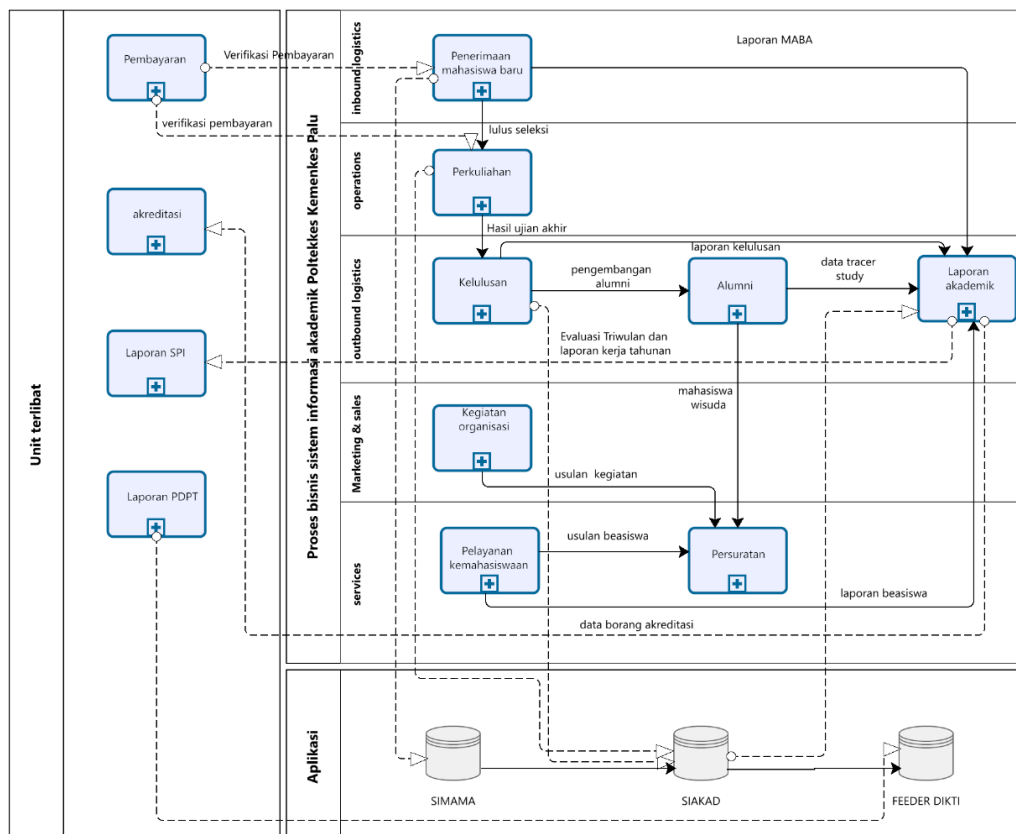 Unit terlibat
Pembayaran
akreditasi
Laporan SPI
Laporan PDPT
Verifikasi Pembayaran
verifikasi pembayaran
Proses bisnis sistem informasi akademik Poltekkes Kemenkes Palu
inbound logistics
Penerimaan
mahasiswa baru
Laporan MABA
lulus seleksi
operations
Perkuliahan
Hasil ujian akhir
outbound logistics
laporan kelulusan
Kelulusan
pengembangan
alumni
Alumni
data tracer
study
Laporan
akademik
Evaluasi Triwulan dan
laporan kerja tahunan
mahasiswa
wisuda
Marketing & sales
Kegiatan
organisasi
usulan kegiatan
services
Pelayanan
kemahasiswaan
usulan beasiswa
Persuratan
laporan beasiswa
data borang akreditasi
Aplikasi
SIMAMA
SIAKAD
FEEDER DIKTI